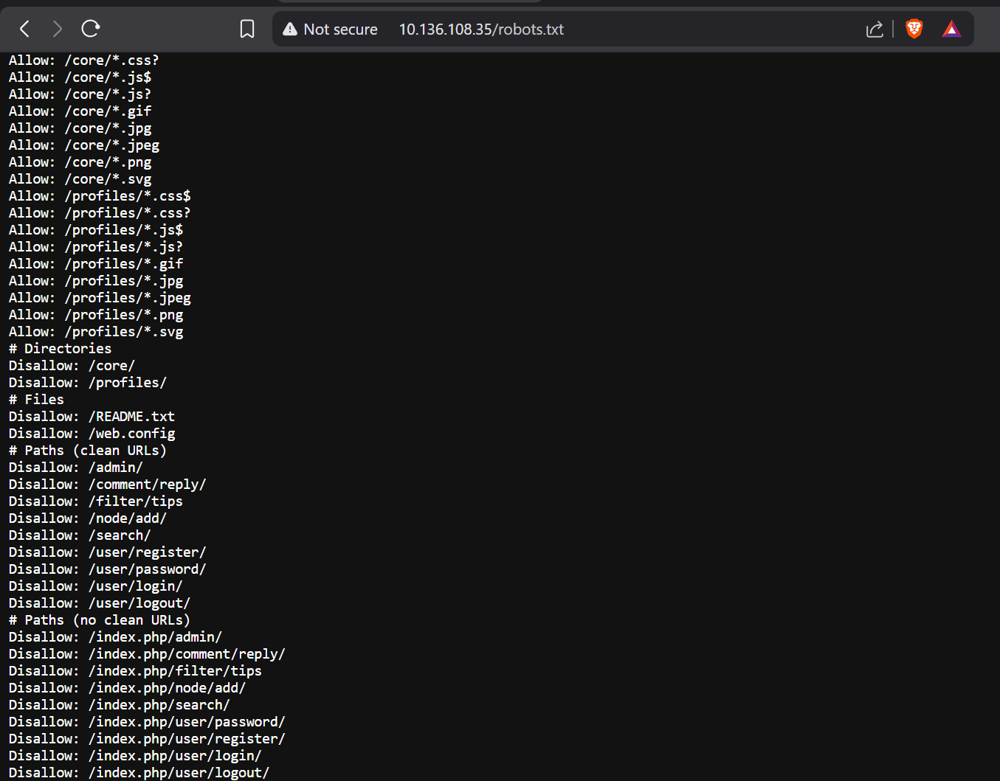 Not secure 10.136.108.35/robots.txt
Allow: /core/*.css?
Allow: /core/*.js$
Allow: /core/*.js?
Allow: /core/*.gif
Allow: /core/*.jpg
Allow: /core/*.jpeg
Allow: /core/*.png
Allow: /core/*.svg
Allow: /profiles/*.css$
Allow: /profiles/*.css?
Allow: /profiles/*.js$
Allow: /profiles/*.js?
Allow: /profiles/*.gif
Allow: /profiles/*.jpg
Allow: /profiles/*.jpeg
Allow: /profiles/*.png
Allow: /profiles/*.svg
# Directories
Disallow: /core/
Disallow: /profiles/
# Files
Disallow: /README.txt
Disallow: /web.config
# Paths (clean URLs)
Disallow: /admin/
Disallow: /comment/reply/
Disallow: /filter/tips
Disallow: /node/add/
Disallow: /search/
Disallow: /user/register/
Disallow: /user/password/
Disallow: /user/login/
Disallow: /user/logout/
# Paths (no clean URLs)
Disallow: /index.php/admin/
Disallow: /index.php/comment/reply/
Disallow: /index.php/filter/tips
Disallow: /index.php/node/add/
Disallow: /index.php/search/
Disallow: /index.php/user/password/
Disallow: /index.php/user/register/
Disallow: /index.php/user/login/
Disallow: /index.php/user/logout/